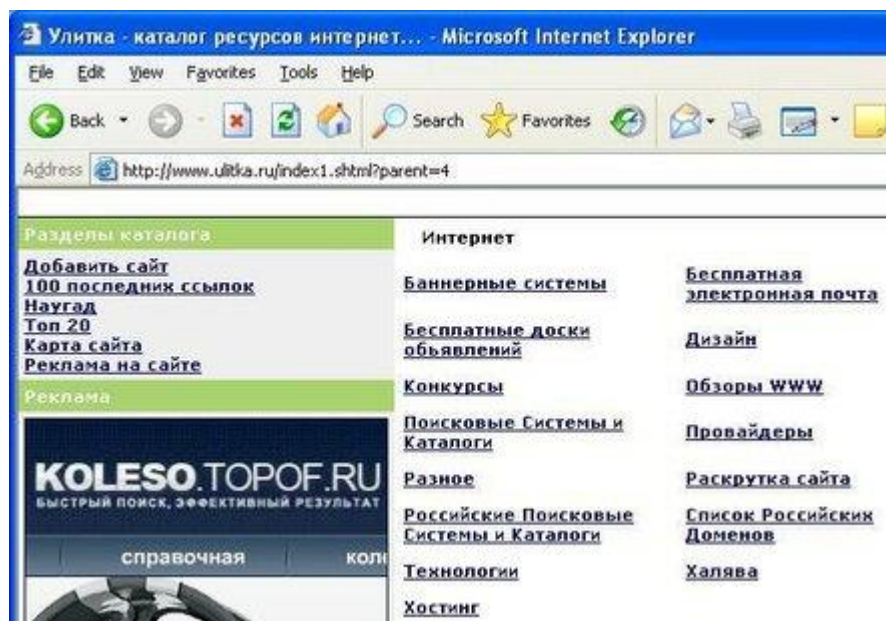 Улитка - каталог ресурсов интернет... - Microsoft Internet Explorer
File Edit View Favorites Tools Help
Back Search Favorites
Address http://www.ulitka.ru/index1.shtml?parent=4
Разделы каталога
Добавить сайт
100 последних ссылок
Наугад
Топ 20
Карта сайта
Реклама на сайте
Реклама
KOLESO.TOPOF.RU
БЫСТРЫЙ ПОИСК, ЭФФЕКТИВНЫЙ РЕЗУЛЬТАТ
справочная
Интернет
Баннерные системы
Бесплатная
электронная почта
Бесплатные доски
обьявлений
Дизайн
Конкурсы
Обзоры WWW
Поисковые Системы и
Каталоги
Провайдеры
Разное
Раскрутка сайта
Российские Поисковые
Системы и Каталоги
Список Российских
Доменов
Технологии
Халява
Хостинг